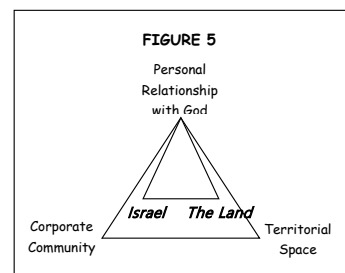 FIGURE 5
Personal
Relationship
with God
Israel The Land
Corporate
Community
Territorial
Space